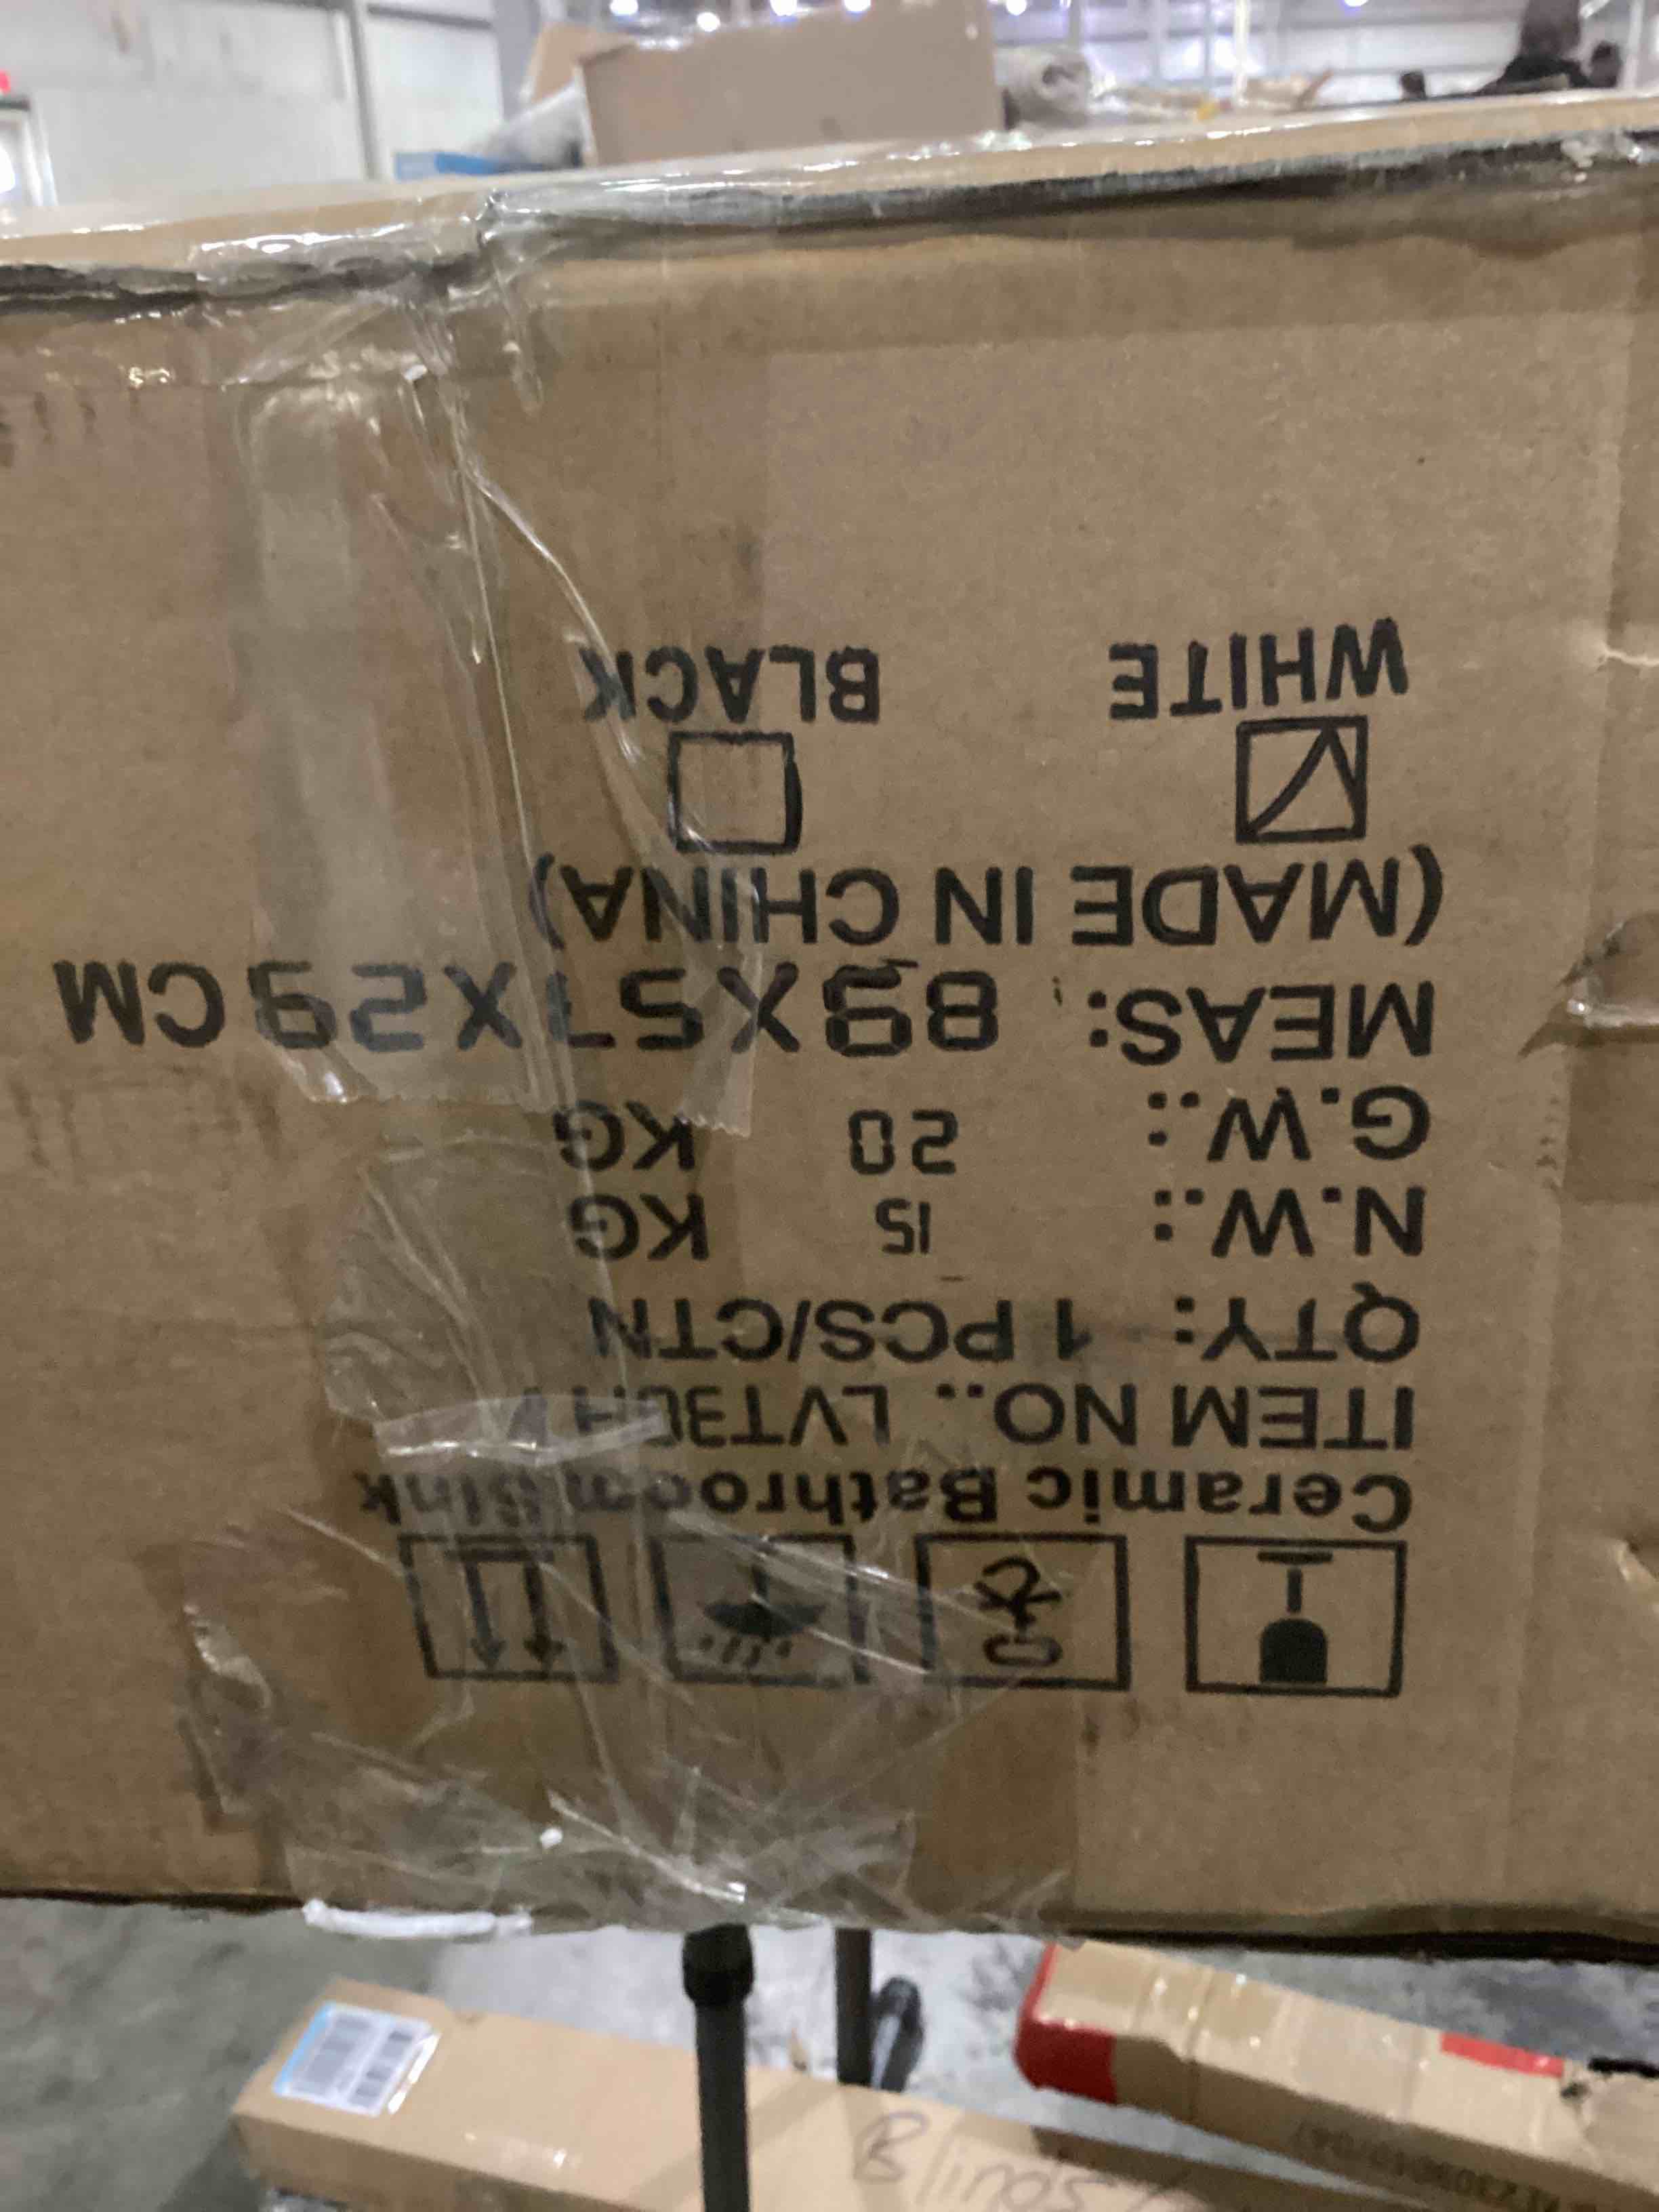 Ceramic Bathroom Sink
ITEM NO.:
QTY: 1 PCS/CTN
N.W.: 15 KG
G.W.: 20 KG
MEAS: 89X57X29CM
(MADE IN CHINA)
WHITE BLACK
Blinds